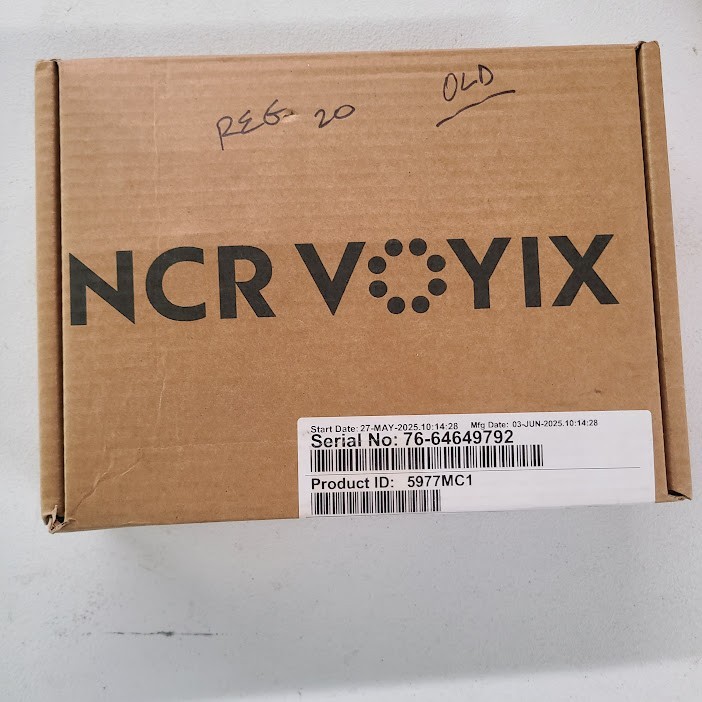 REG. 20 OLD
NCR VOYIX
Start Date: 27-MAY-2025.10:14:28 Mfg Date: 03-JUN-2025.10:14:28
Serial No: 76-64649792
Product ID: 5977MC1